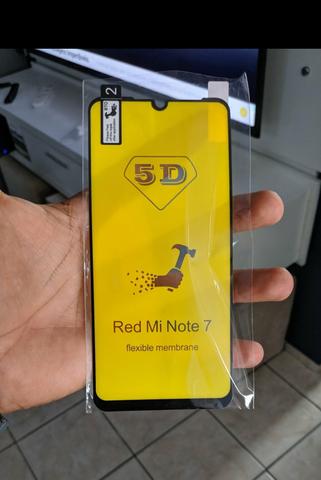 2
5D
Red Mi Note 7
flexible membrane